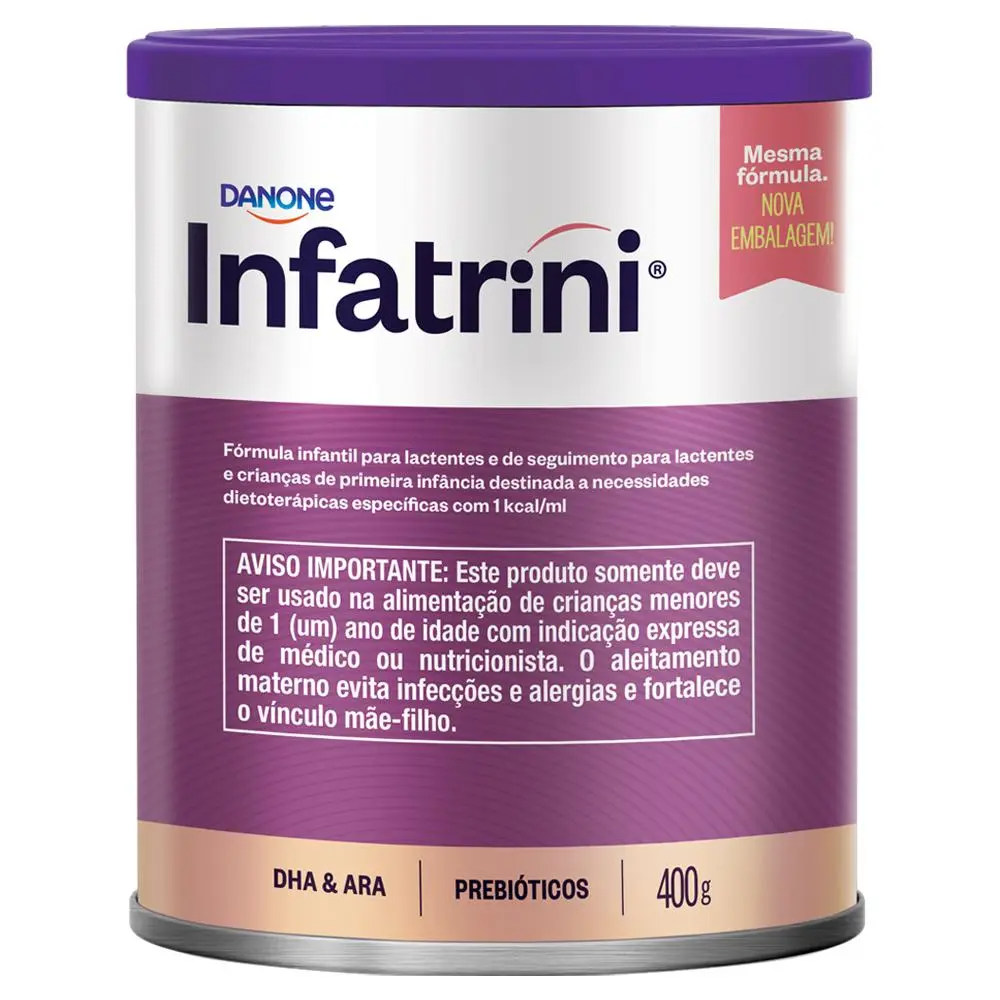 Mesma
fórmula.
NOVA
EMBALAGEM!
DANONE
Infatrini®
Fórmula infantil para lactentes e de seguimento para lactentes
e crianças de primeira infância destinada a necessidades
dietoterápicas específicas com 1 kcal/ml
AVISO IMPORTANTE: Este produto somente deve
ser usado na alimentação de crianças menores
de 1 (um) ano de idade com indicação expressa
de médico ou nutricionista. O aleitamento
materno evita infecções e alergias e fortalece
o vínculo mãe-filho.
DHA & ARA
PREBIÓTICOS
400g